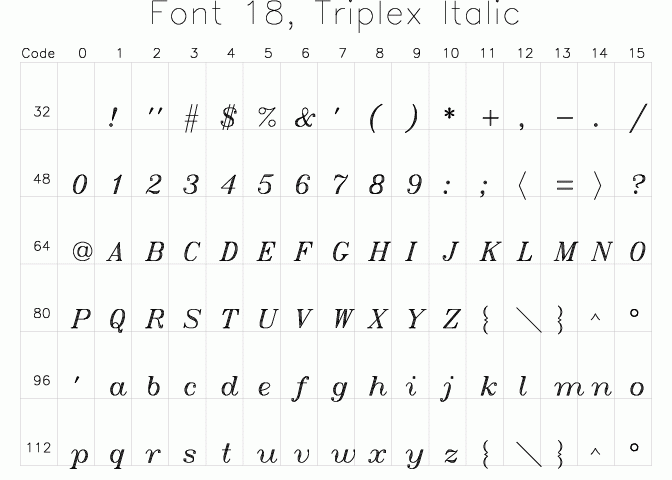 Font 18, Triplex Italic
Code 0 1 2 3 4 5 6 7 8 9 10 11 12 13 14 15
32 ! " # $ % & ' ( ) * + , − . /
48 0 1 2 3 4 5 6 7 8 9 : ; ⟨ = ⟩ ?
64 @ A B C D E F G H I J K L M N O
80 P Q R S T U V W X Y Z { \ } ^ °
96 ' a b c d e f g h i j k l m n o
112 p q r s t u v w x y z { \ } ^ °